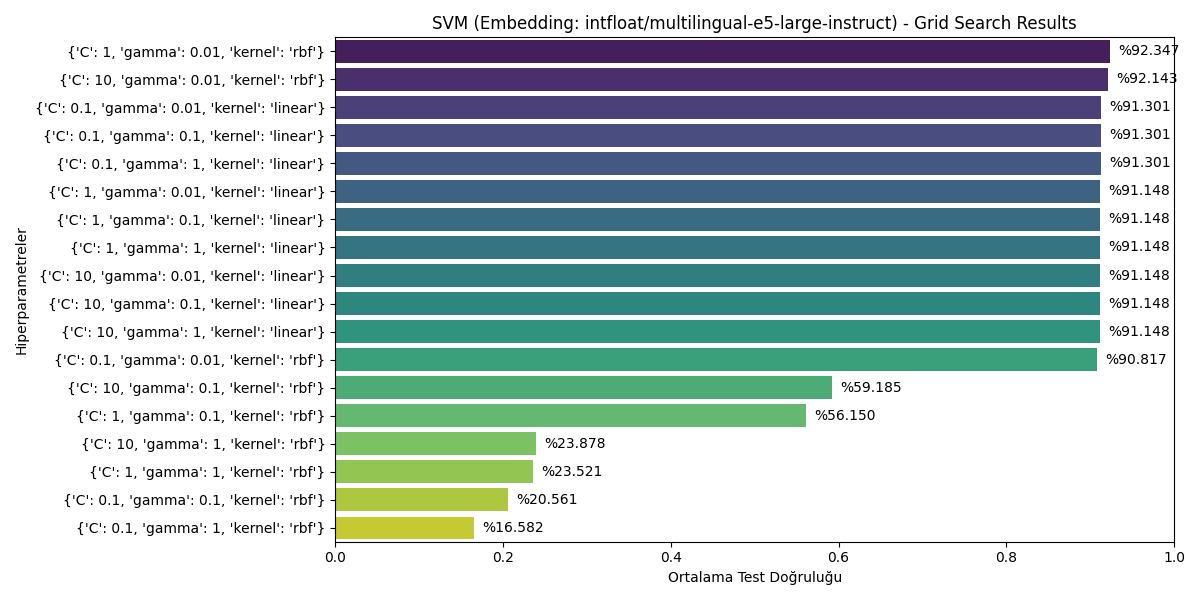 SVM (Embedding: intfloat/multilingual-e5-large-instruct) - Grid Search Results
Hiperparametreler
{'C': 1, 'gamma': 0.01, 'kernel': 'rbf'} %92.347
{'C': 10, 'gamma': 0.01, 'kernel': 'rbf'} %92.143
{'C': 0.1, 'gamma': 0.01, 'kernel': 'linear'} %91.301
{'C': 0.1, 'gamma': 0.1, 'kernel': 'linear'} %91.301
{'C': 0.1, 'gamma': 1, 'kernel': 'linear'} %91.301
{'C': 1, 'gamma': 0.01, 'kernel': 'linear'} %91.148
{'C': 1, 'gamma': 0.1, 'kernel': 'linear'} %91.148
{'C': 1, 'gamma': 1, 'kernel': 'linear'} %91.148
{'C': 10, 'gamma': 0.01, 'kernel': 'linear'} %91.148
{'C': 10, 'gamma': 0.1, 'kernel': 'linear'} %91.148
{'C': 10, 'gamma': 1, 'kernel': 'linear'} %91.148
{'C': 0.1, 'gamma': 0.01, 'kernel': 'rbf'} %90.817
{'C': 10, 'gamma': 0.1, 'kernel': 'rbf'} %59.185
{'C': 1, 'gamma': 0.1, 'kernel': 'rbf'} %56.150
{'C': 10, 'gamma': 1, 'kernel': 'rbf'} %23.878
{'C': 1, 'gamma': 1, 'kernel': 'rbf'} %23.521
{'C': 0.1, 'gamma': 0.1, 'kernel': 'rbf'} %20.561
{'C': 0.1, 'gamma': 1, 'kernel': 'rbf'} %16.582
0.0 0.2 0.4 0.6 0.8 1.0
Ortalama Test Doğruluğu